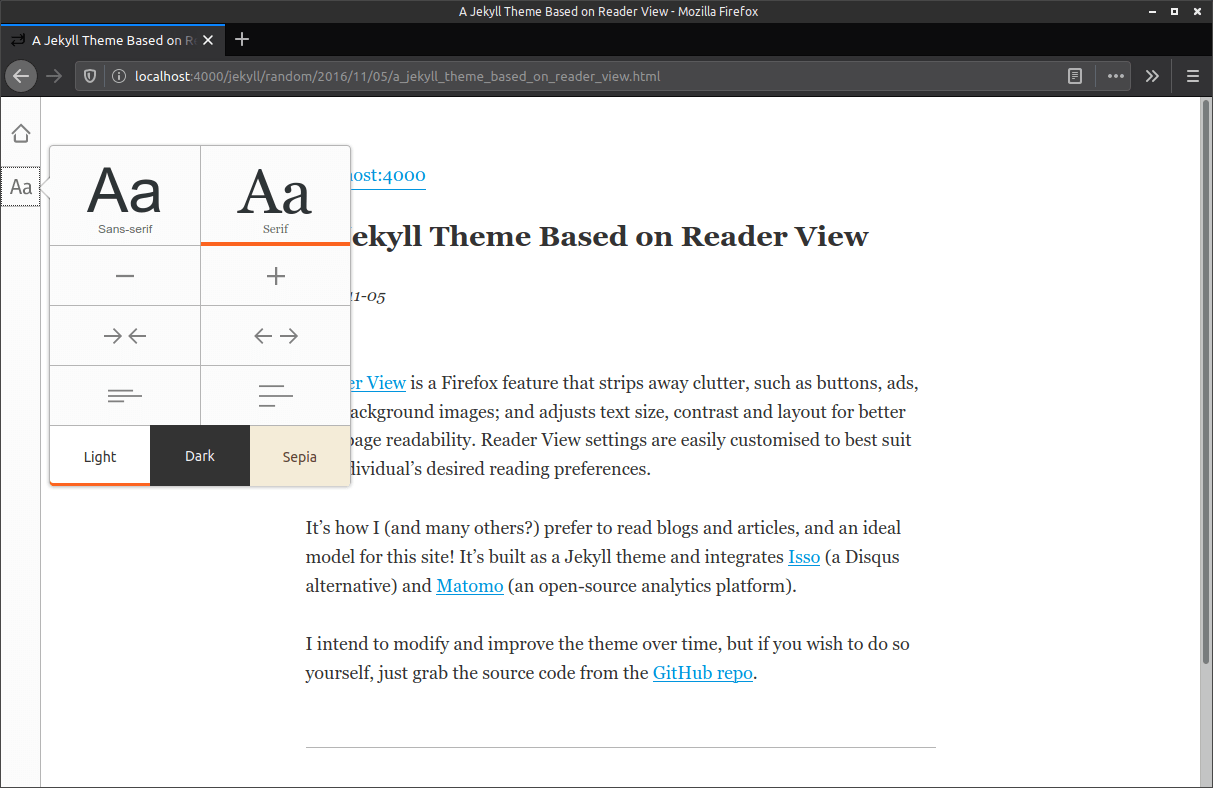 A Jekyll Theme Based on Reader View - Mozilla Firefox
A Jekyll Theme Based on R
localhost:4000/jekyll/random/2016/11/05/a_jekyll_theme_based_on_reader_view.html
Aa
Aa Aa
Sans-serif Serif
Light Dark Sepia
ost:4000
ekyll Theme Based on Reader View
11-05
er View is a Firefox feature that strips away clutter, such as buttons, ads,
ackground images; and adjusts text size, contrast and layout for better
page readability. Reader View settings are easily customised to best suit
dividual’s desired reading preferences.
It’s how I (and many others?) prefer to read blogs and articles, and an ideal
model for this site! It’s built as a Jekyll theme and integrates Isso (a Disqus
alternative) and Matomo (an open-source analytics platform).
I intend to modify and improve the theme over time, but if you wish to do so
yourself, just grab the source code from the GitHub repo.